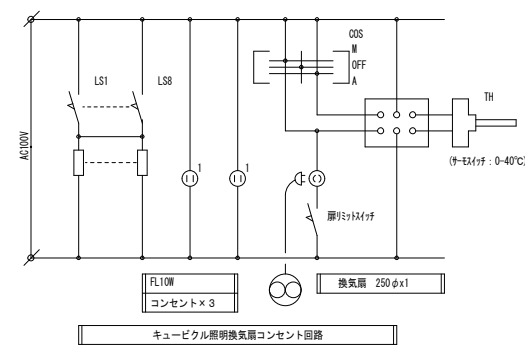 COS
M
OFF
A
LS1
LS8
TH
AC100V
1
1
(サーモスイッチ：0~40℃)
扉リミットスイッチ
FL10W
コンセント×３
換気扇　250φx1
キュービクル照明換気扇コンセント回路